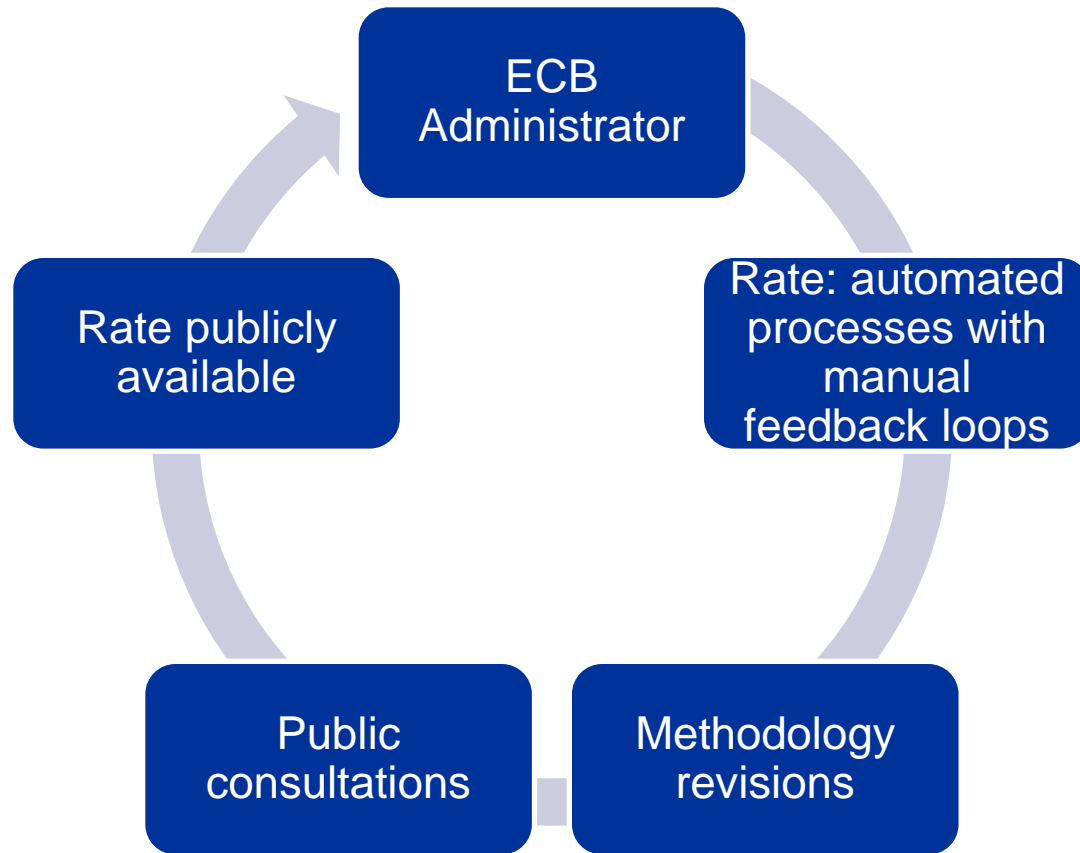 ECB
Administrator
Rate: automated
processes with
manual
feedback loops
Methodology
revisions
Public
consultations
Rate publicly
available